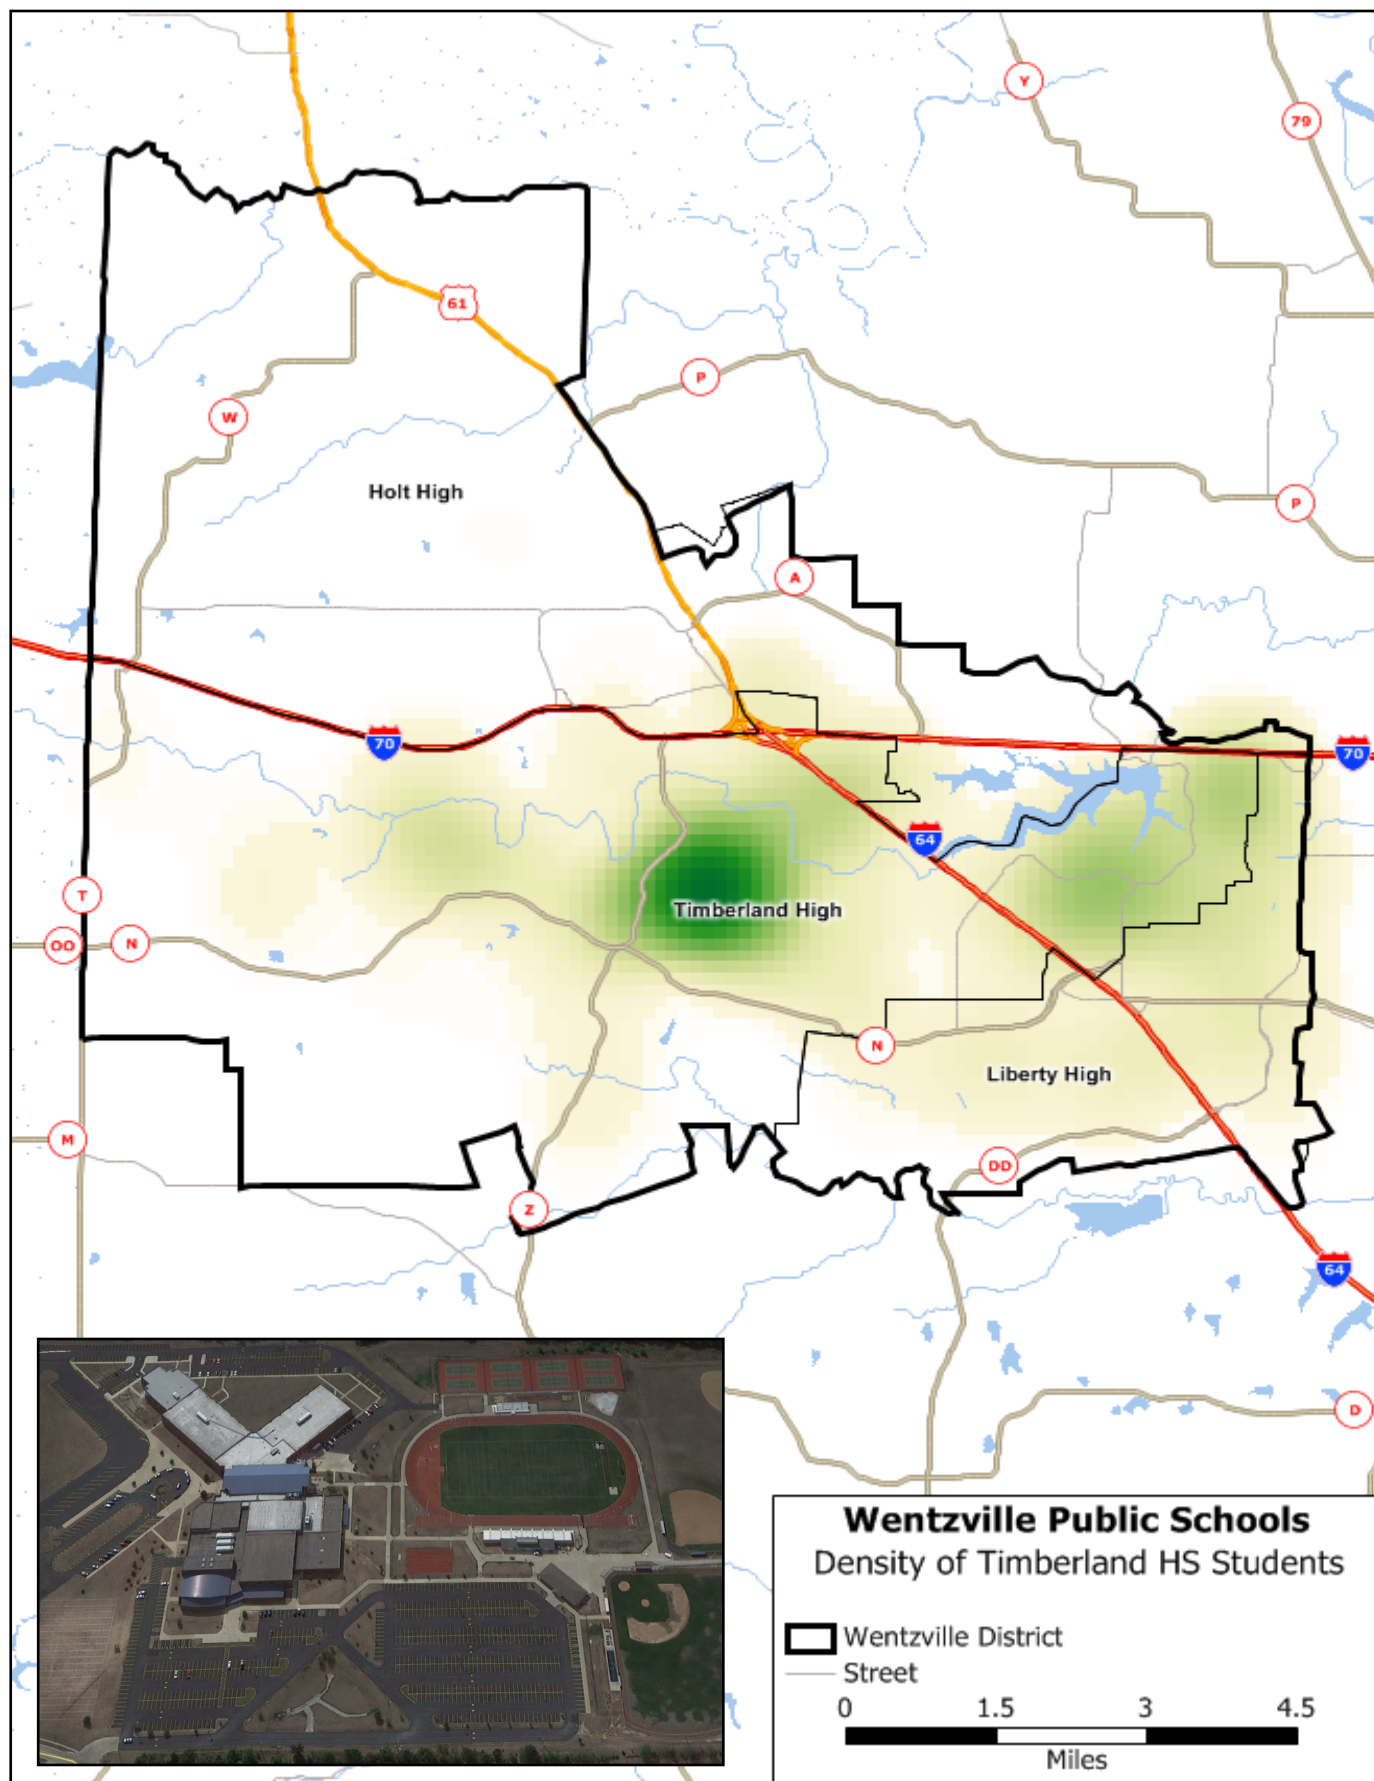 Y
79
61
P
W
Holt High
P
A
70
70
64
T
Timberland High
OO
N
N
Liberty High
M
DD
Z
64
D
Wentzville Public Schools
Density of Timberland HS Students
Wentzville District
Street
0 1.5 3 4.5
Miles